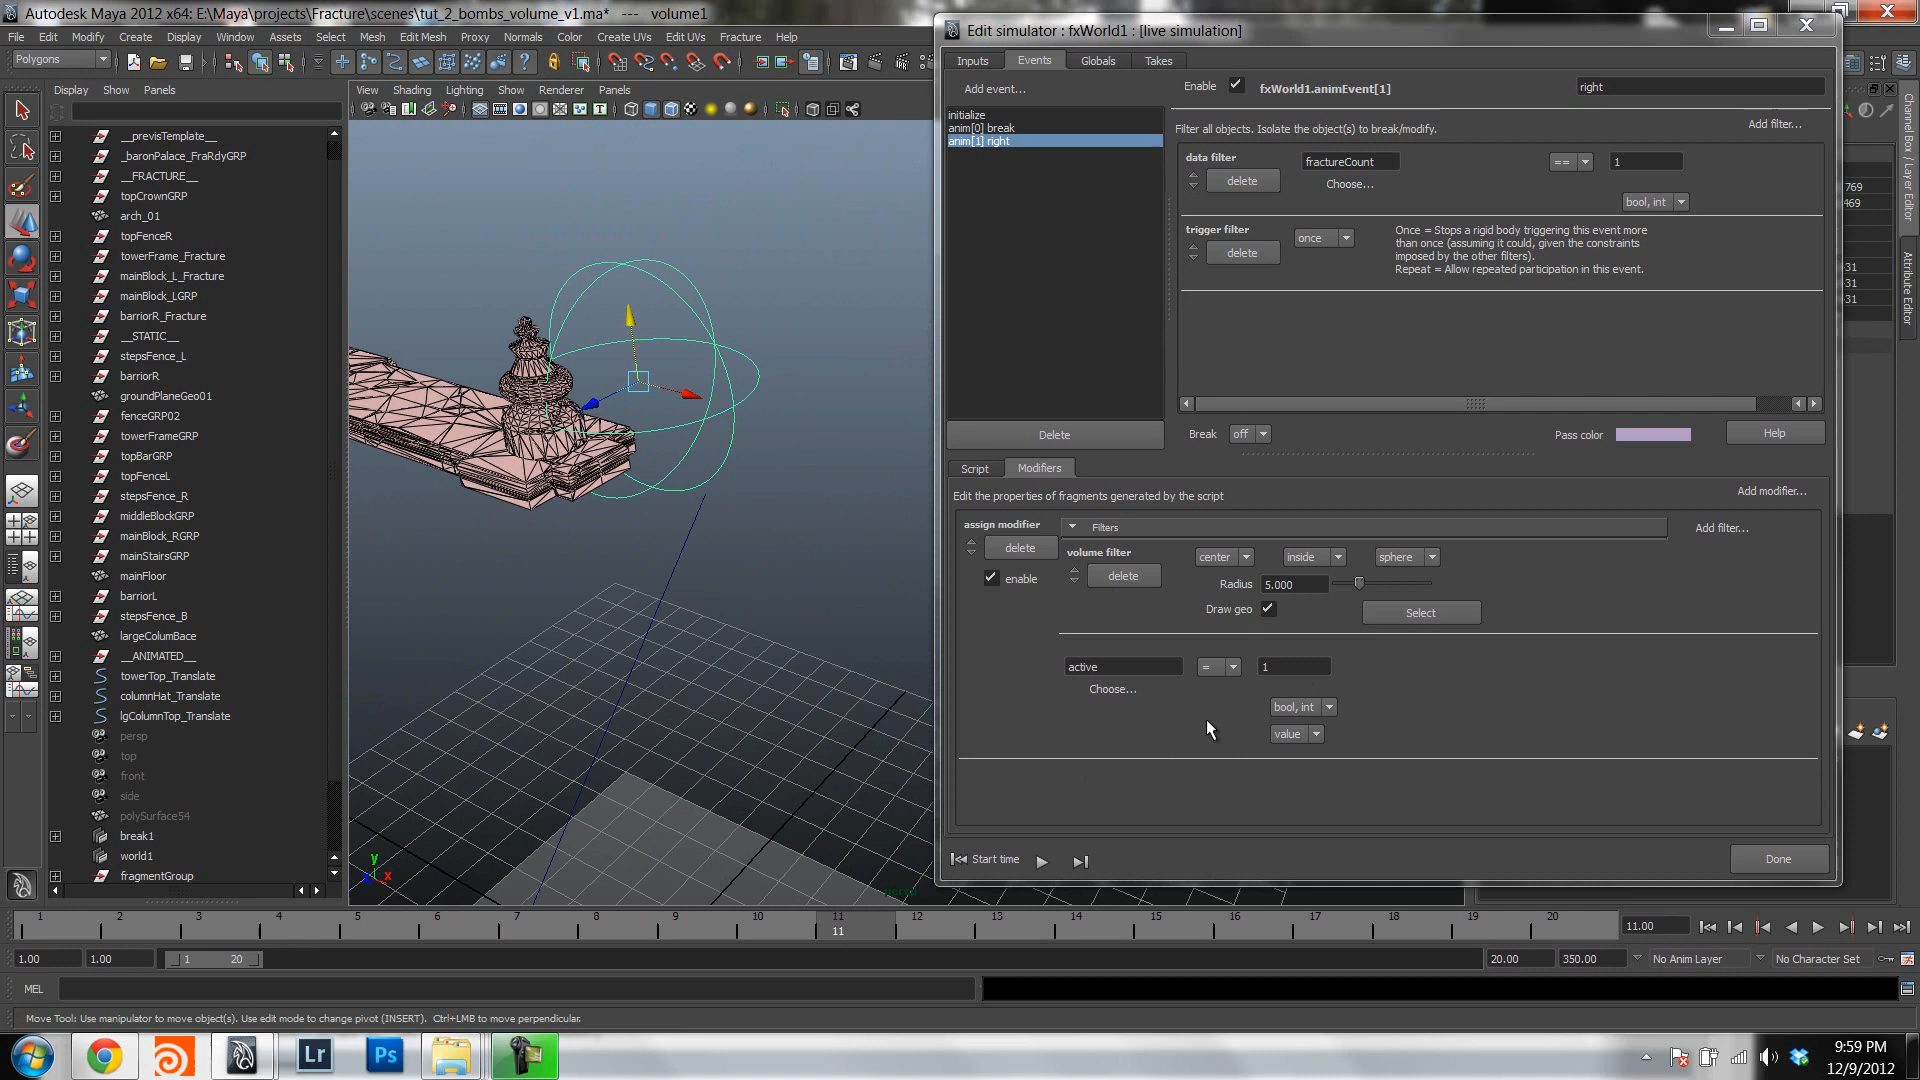 Autodesk Maya 2012 x64: E:\Maya\projects\Fracture\scenes\tut_2_bombs_volume_v1.ma* --- volume1
File Edit Modify Create Display Window Assets Select Mesh Edit Mesh Proxy Normals Color Create UVs Edit UVs Fracture Muscle Help
Polygons
Display Show Panels
View Shading Lighting Show Renderer Panels
__previsTemplate__
_baronPalace_FraRdyGRP
__FRACTURE__
topCrownGRP
arch_01
topFenceR
towerFrame_Fracture
mainBlock_L_Fracture
mainBlock_LGRP
barriorR_Fracture
__STATIC__
stepsFence_L
barriorR
groundPlaneGeo01
fenceGRP02
towerFrameGRP
topBarGRP
topFenceL
stepsFence_R
middleBlockGRP
mainBlock_RGRP
mainStairsGRP
mainFloor
barriorL
stepsFence_B
largeColumBace
__ANIMATED__
towerTop_Translate
columnHat_Translate
lgColumnTop_Translate
persp
top
front
side
polySurface54
break1
world1
fragmentGroup
y
x
Edit simulator : fxWorld1 : [live simulation]
Inputs Events Globals Takes
Add event...
initialize
anim[0] break
anim[1] right
Delete
Enable fxWorld1.animEvent[1] right
Filter all objects. Isolate the object(s) to break/modify. Add filter...
data filter fractureCount == 1
delete Choose...
bool, int
trigger filter once
delete
Once = Stops a rigid body triggering this event more
than once (assuming it could, given the constraints
imposed by the other filters).
Repeat = Allow repeated participation in this event.
Break off Pass color Help
Script Modifiers
Edit the properties of fragments generated by the script Add modifier...
assign modifier Filters Add filter...
delete
enable
volume filter center inside sphere
delete Radius 5.000
Draw geo Select
active = 1
Choose...
bool, int
value
Start time Done
Channel Box / Layer Editor
Attribute Editor
769
469
31
31
31
1 2 3 4 5 6 7 8 9 10 11 12 13 14 15 16 17 18 19 20
11
11.00
1.00 1.00 1 20 20.00 350.00 No Anim Layer No Character Set
MEL
Move Tool: Use manipulator to move object(s). Use edit mode to change pivot (INSERT). Ctrl+LMB to move perpendicular.
Lr
Ps
9:59 PM
12/9/2012